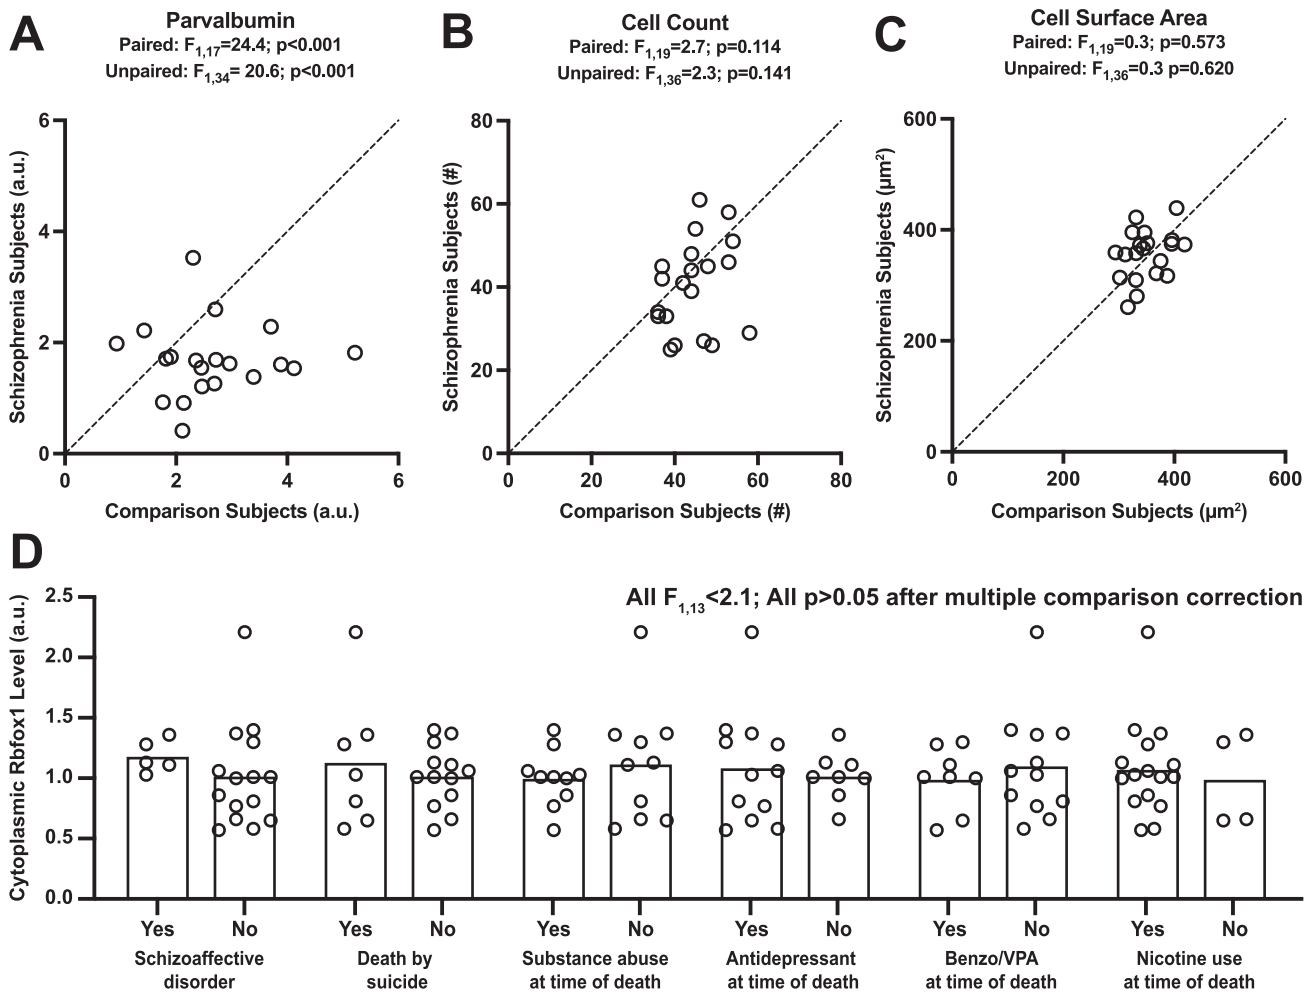 A
Parvalbumin
Paired: F1,17=24.4; p<0.001
Unpaired: F1,34= 20.6; p<0.001
Schizophrenia Subjects (a.u.)
6
4
2
0
0 2 4 6
Comparison Subjects (a.u.)
B
Cell Count
Paired: F1,19=2.7; p=0.114
Unpaired: F1,36=2.3; p=0.141
Schizophrenia Subjects (#)
80
60
40
20
0
0 20 40 60 80
Comparison Subjects (#)
C
Cell Surface Area
Paired: F1,19=0.3; p=0.573
Unpaired: F1,36=0.3 p=0.620
Schizophrenia Subjects (µm²)
600
400
200
0
0 200 400 600
Comparison Subjects (µm²)
D
All F1,13<2.1; All p>0.05 after multiple comparison correction
Cytoplasmic Rbfox1 Level (a.u.)
2.5
2.0
1.5
1.0
0.5
0.0
Yes No Yes No Yes No Yes No Yes No Yes No
Schizoaffective
disorder
Death by
suicide
Substance abuse
at time of death
Antidepressant
at time of death
Benzo/VPA
at time of death
Nicotine use
at time of death